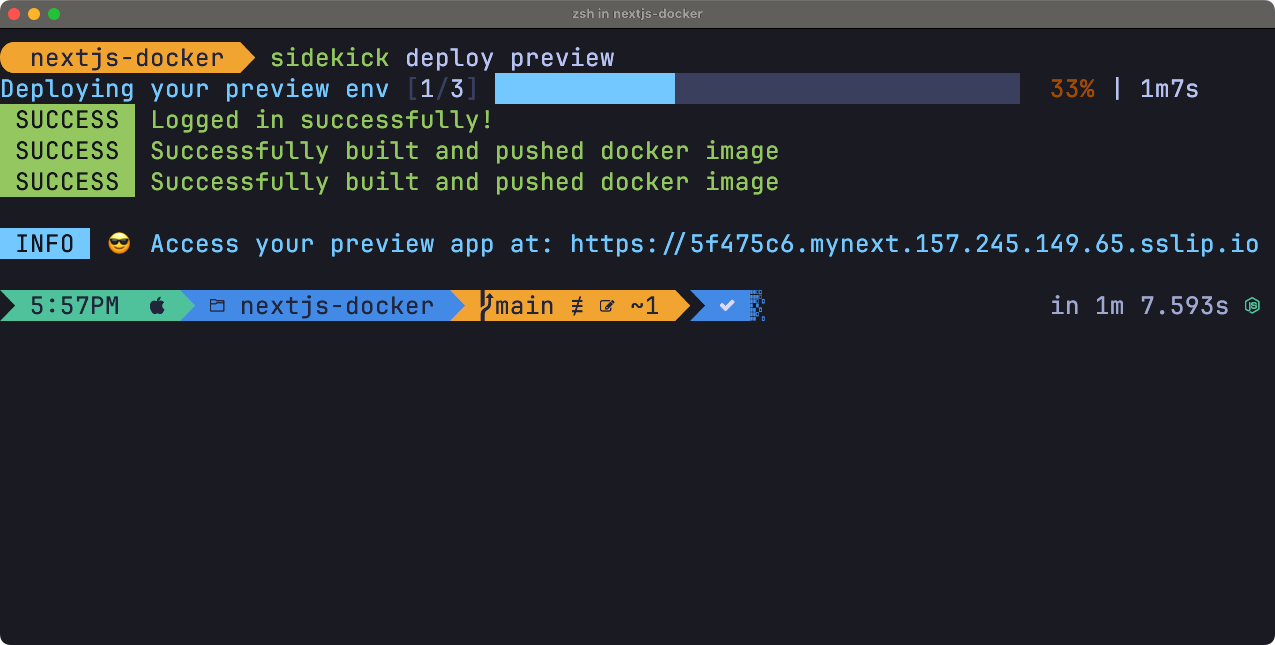 zsh in nextjs-docker
nextjs-docker sidekick deploy preview
Deploying your preview env [1/3] 33% | 1m7s
SUCCESS Logged in successfully!
SUCCESS Successfully built and pushed docker image
SUCCESS Successfully built and pushed docker image
INFO 😎 Access your preview app at: https://5f475c6.mynext.157.245.149.65.sslip.io
5:57PM nextjs-docker main ≢ ~1 ✔ in 1m 7.593s